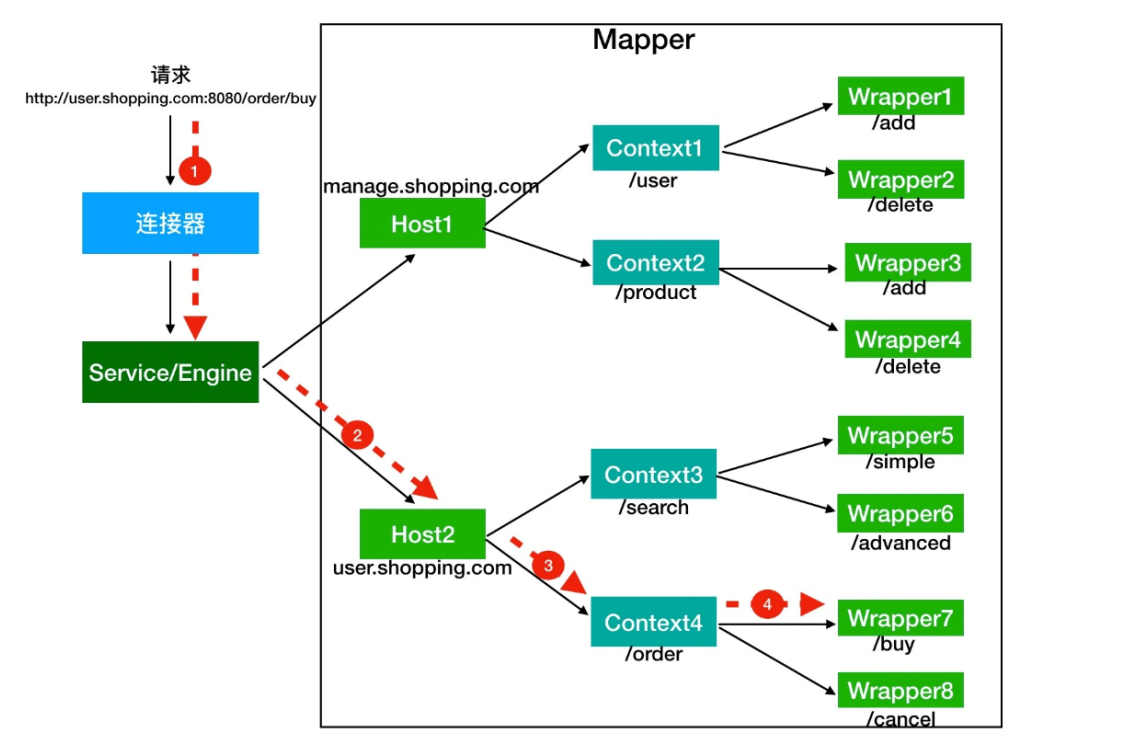 Mapper
请求
http://user.shopping.com:8080/order/buy
1
连接器
Service/Engine
2
manage.shopping.com
Host1
Context1
/user
Wrapper1
/add
Wrapper2
/delete
Context2
/product
Wrapper3
/add
Wrapper4
/delete
Host2
user.shopping.com
3
Context3
/search
Wrapper5
/simple
Wrapper6
/advanced
Context4
/order
4
Wrapper7
/buy
Wrapper8
/cancel